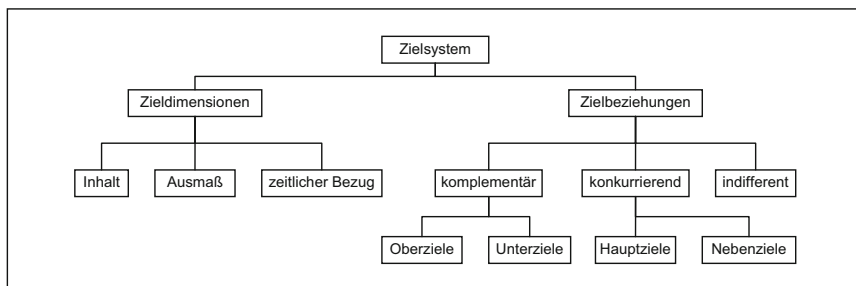 Zielsystem
Zieldimensionen
Zielbeziehungen
Inhalt
Ausmaß
zeitlicher Bezug
komplementär
konkurrierend
indifferent
Oberziele
Unterziele
Hauptziele
Nebenziele